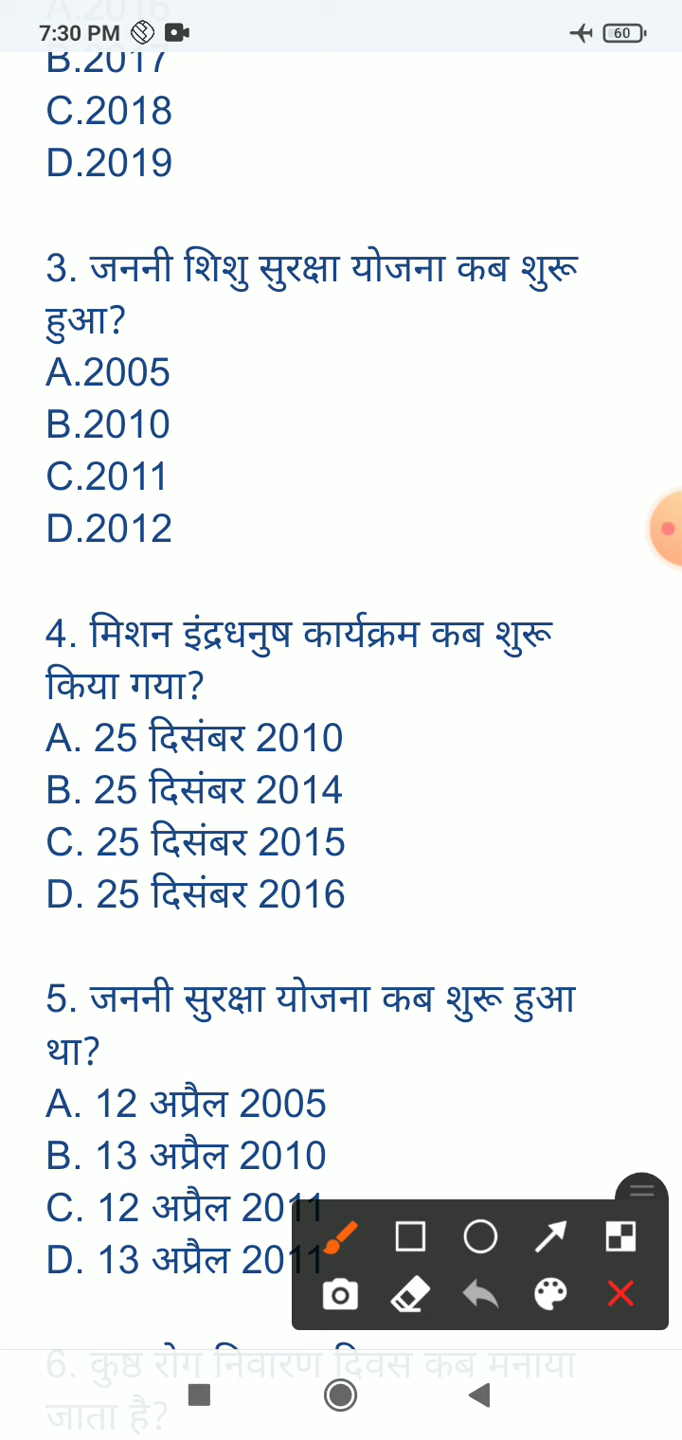 A.2016
7:30 PM 60
B.2017
C.2018
D.2019
3. जननी शिशु सुरक्षा योजना कब शुरू
हुआ?
A.2005
B.2010
C.2011
D.2012
4. मिशन इंद्रधनुष कार्यक्रम कब शुरू
किया गया?
A. 25 दिसंबर 2010
B. 25 दिसंबर 2014
C. 25 दिसंबर 2015
D. 25 दिसंबर 2016
5. जननी सुरक्षा योजना कब शुरू हुआ
था?
A. 12 अप्रैल 2005
B. 13 अप्रैल 2010
C. 12 अप्रैल 2011
D. 13 अप्रैल 2011
6. कुष्ठ रोग निवारण दिवस कब मनाया
जाता है?